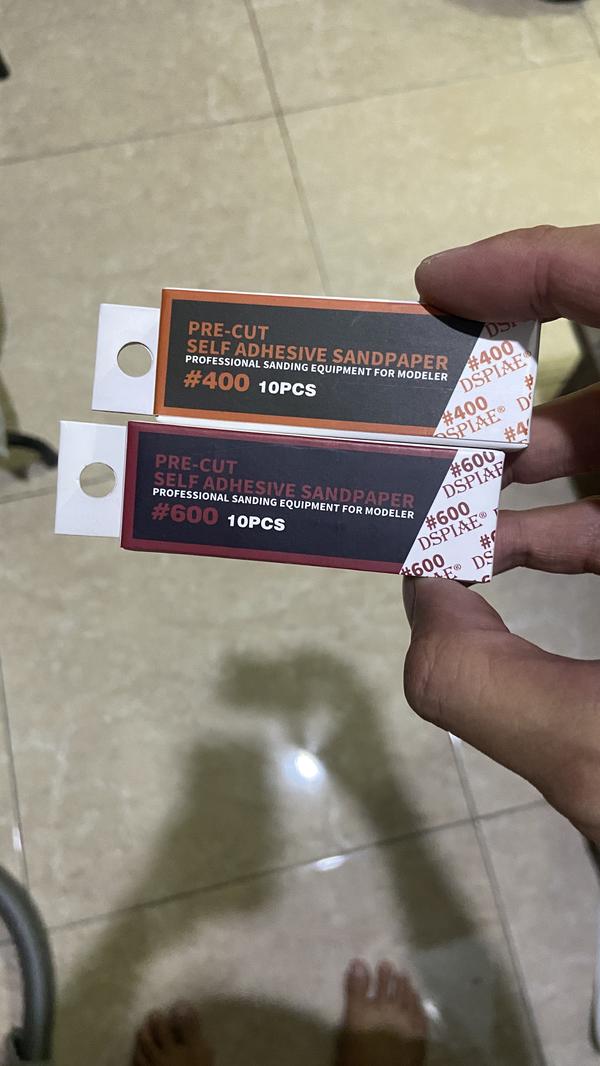 PRE-CUT
SELF ADHESIVE SANDPAPER
PROFESSIONAL SANDING EQUIPMENT FOR MODELER
#400 10PCS
#400
DSPIAE®
#400
DSPIAE®
PRE-CUT
SELF ADHESIVE SANDPAPER
PROFESSIONAL SANDING EQUIPMENT FOR MODELER
#600 10PCS
#600
DSPIAE®
#600
DSPIAE®
#600
DSPIAE®